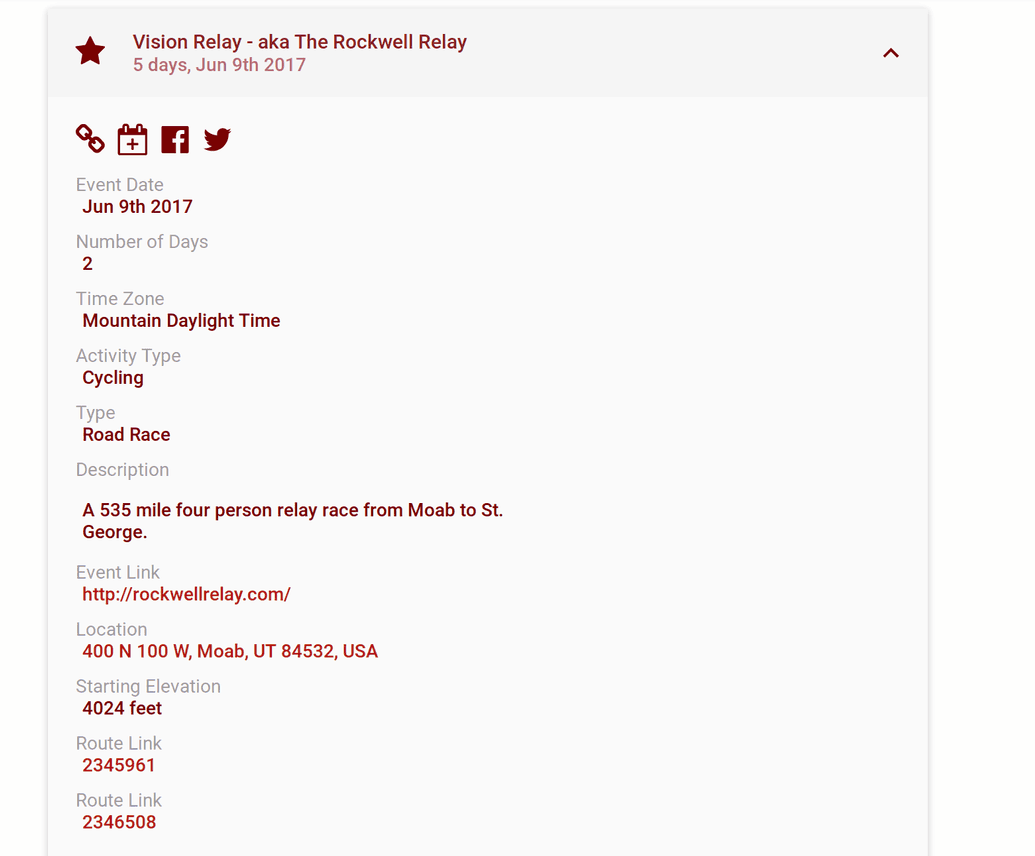 Vision Relay - aka The Rockwell Relay
5 days, Jun 9th 2017
Event Date
Jun 9th 2017
Number of Days
2
Time Zone
Mountain Daylight Time
Activity Type
Cycling
Type
Road Race
Description
A 535 mile four person relay race from Moab to St.
George.
Event Link
http://rockwellrelay.com/
Location
400 N 100 W, Moab, UT 84532, USA
Starting Elevation
4024 feet
Route Link
2345961
Route Link
2346508